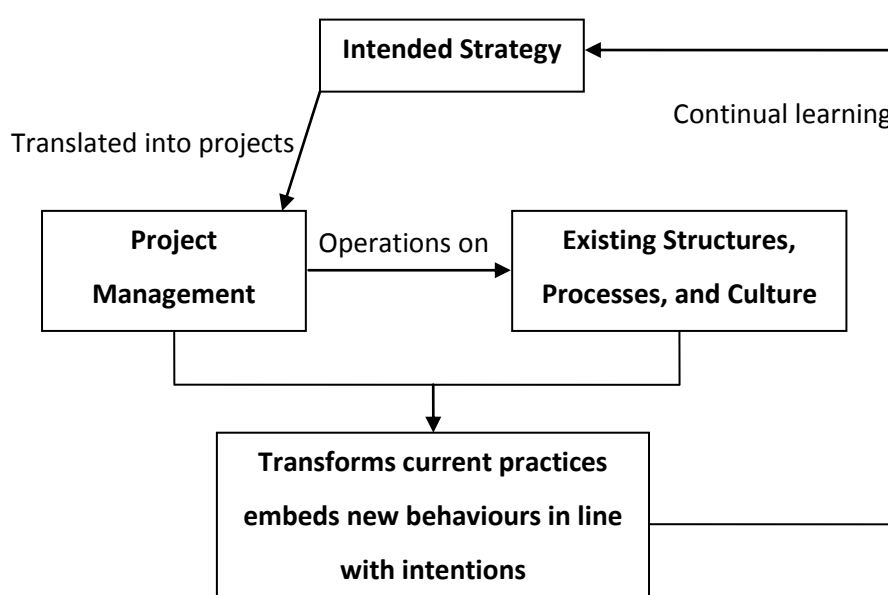 Intended Strategy
Continual learning
Translated into projects
Project
Management
Operations on
Existing Structures,
Processes, and Culture
Transforms current practices
embeds new behaviours in line
with intentions